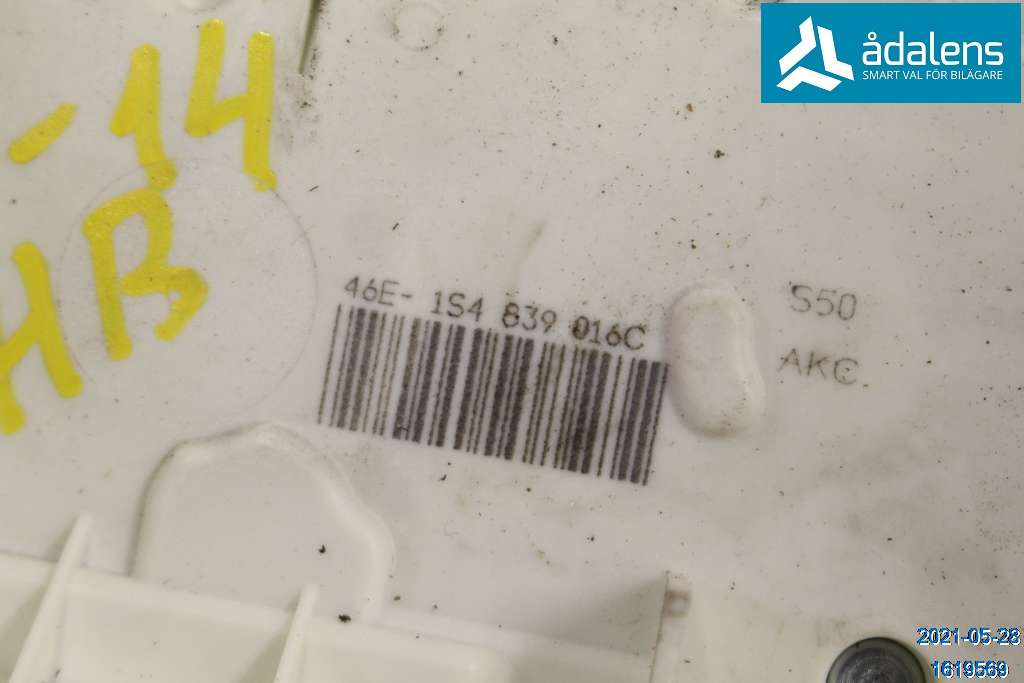 ådalens
SMART VAL FÖR BILÄGARE
-14
HB
46E- 1S4 839 016C
S50
AKC
2021-05-28
1619569